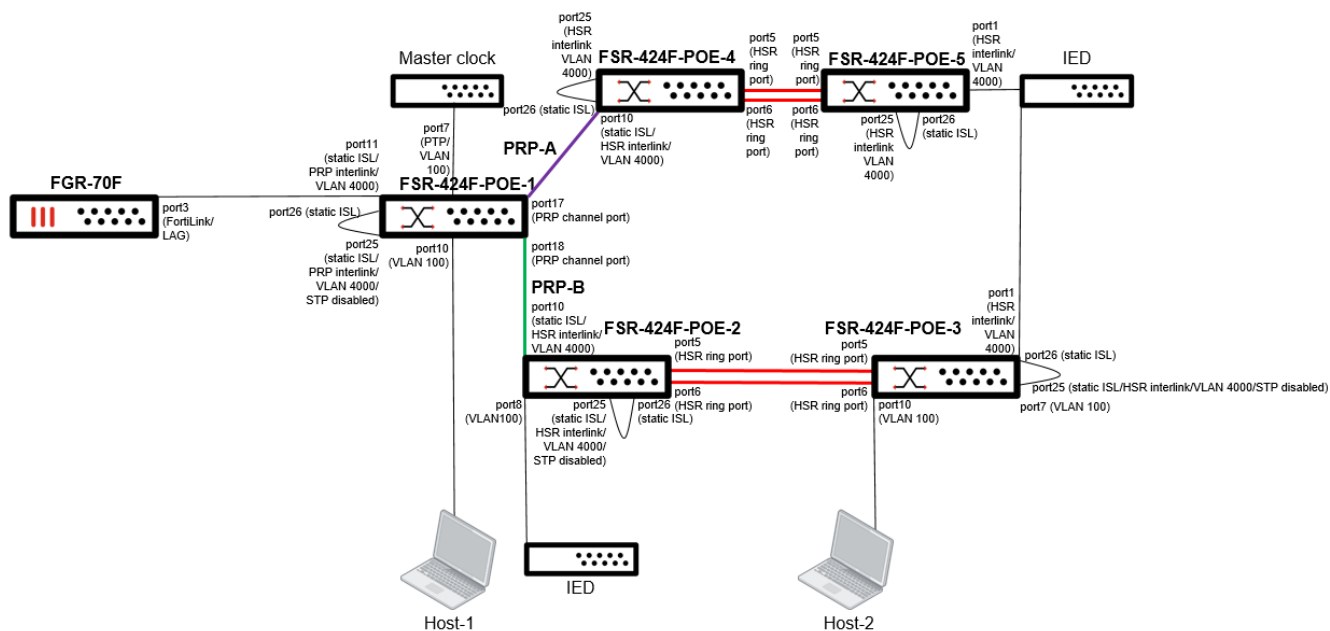 Master clock
port25
(HSR
interlink
VLAN
4000)
FSR-424F-POE-4
port5
(HSR
ring
port)
port5
(HSR
ring
port)
FSR-424F-POE-5
port1
(HSR
interlink/
VLAN
4000)
IED
port26 (static ISL)
port10
(static ISL/
HSR interlink/
VLAN 4000)
port6
(HSR
ring
port)
port6
(HSR
ring
port)
port25
(HSR
interlink
VLAN
4000)
port26
(static ISL)
port7
(PTP/
VLAN
100)
PRP-A
port11
(static ISL/
PRP interlink/
VLAN 4000)
FGR-70F
FSR-424F-POE-1
port3
(FortiLink/
LAG)
port26 (static ISL)
port17
(PRP channel port)
port25
(static ISL/
PRP interlink/
VLAN 4000/
STP disabled)
port10
(VLAN 100)
port18
(PRP channel port)
PRP-B
port10
(static ISL/
HSR interlink/
VLAN 4000)
FSR-424F-POE-2
port5
(HSR ring port)
port5
(HSR ring port)
FSR-424F-POE-3
port1
(HSR
interlink/
VLAN
4000)
port26 (static ISL)
port25 (static ISL/HSR interlink/VLAN 4000/STP disabled)
port7 (VLAN 100)
port8
(VLAN100)
port25
(static ISL/
HSR interlink/
VLAN 4000/
STP disabled)
port26
(static ISL)
port6
(HSR ring port)
port6
(HSR ring port)
port10
(VLAN 100)
Host-1
IED
Host-2